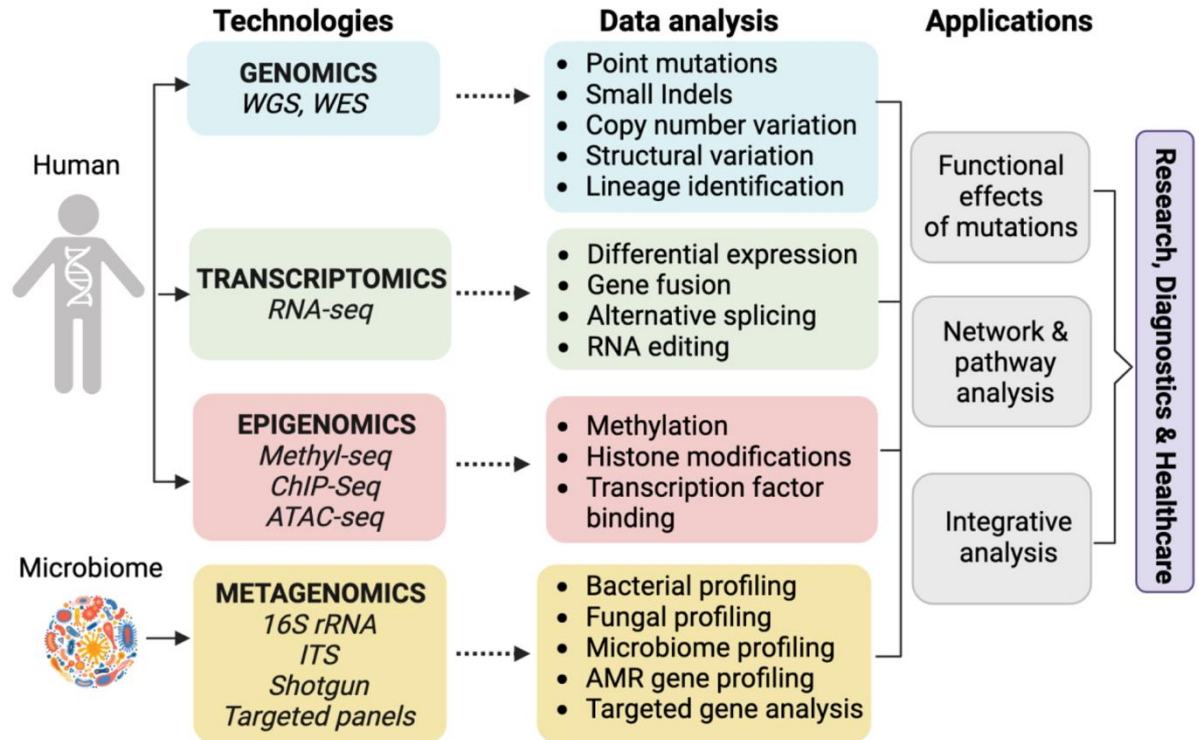 Technologies
Data analysis
Applications
Human
GENOMICS
WGS, WES
• Point mutations
• Small Indels
• Copy number variation
• Structural variation
• Lineage identification
TRANSCRIPTOMICS
RNA-seq
• Differential expression
• Gene fusion
• Alternative splicing
• RNA editing
EPIGENOMICS
Methyl-seq
ChIP-Seq
ATAC-seq
• Methylation
• Histone modifications
• Transcription factor
binding
Microbiome
METAGENOMICS
16S rRNA
ITS
Shotgun
Targeted panels
• Bacterial profiling
• Fungal profiling
• Microbiome profiling
• AMR gene profiling
• Targeted gene analysis
Functional
effects
of mutations
Network &
pathway
analysis
Integrative
analysis
Research, Diagnostics & Healthcare